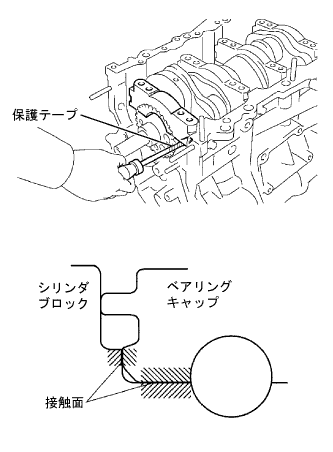 保護テープ
シリンダ
ブロック
ベアリング
キャップ
接触面